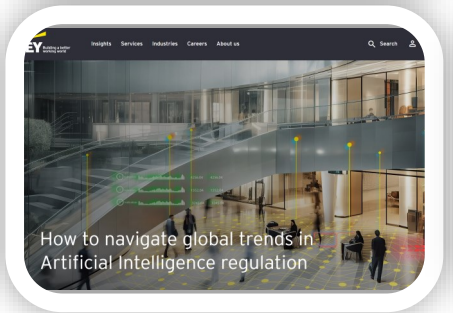 EY Building a better
working world
Insights Services Industries Careers About us Search
How to navigate global trends in
Artificial Intelligence regulation